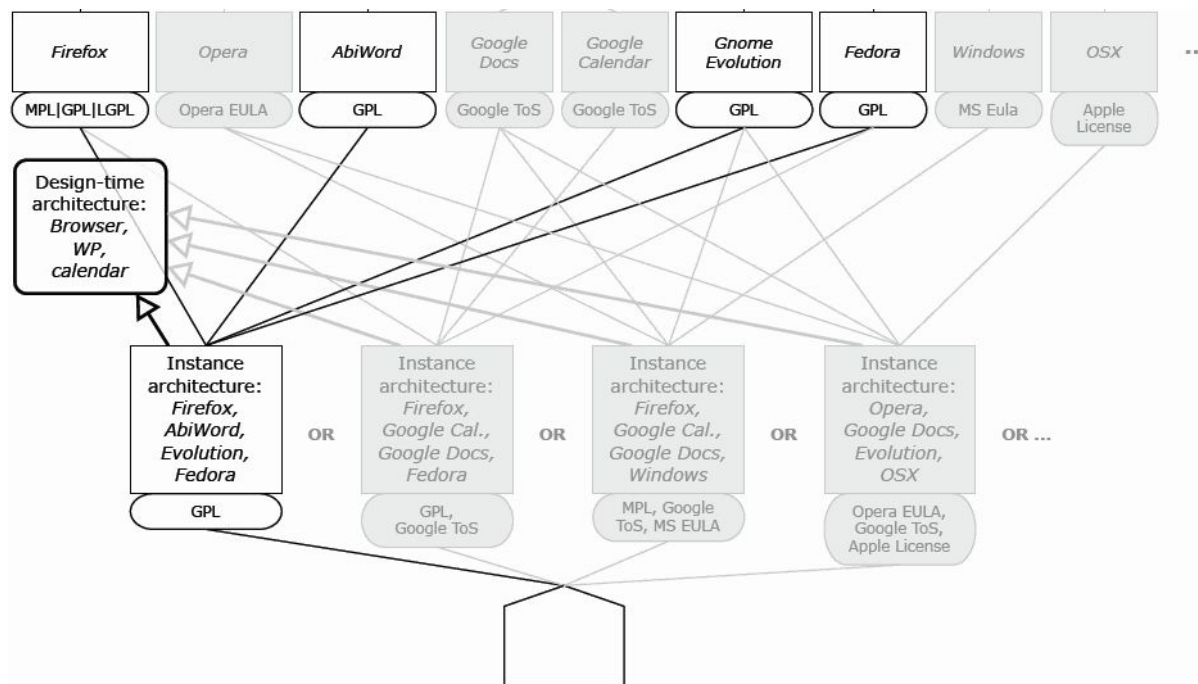 Firefox
Opera
AbiWord
Google
Docs
Google
Calendar
Gnome
Evolution
Fedora
Windows
OSX
...
MPL|GPL|LGPL
Opera EULA
GPL
Google ToS
Google ToS
GPL
GPL
MS Eula
Apple
License
Design-time
architecture:
Browser,
WP,
calendar
Instance
architecture:
Firefox,
AbiWord,
Evolution,
Fedora
OR
Instance
architecture:
Firefox,
Google Cal.,
Google Docs,
Fedora
OR
Instance
architecture:
Firefox,
Google Cal.,
Google Docs,
Windows
OR
Instance
architecture:
Opera,
Google Docs,
Evolution,
OSX
OR ...
GPL
GPL,
Google ToS
MPL, Google
ToS, MS EULA
Opera EULA,
Google ToS,
Apple License